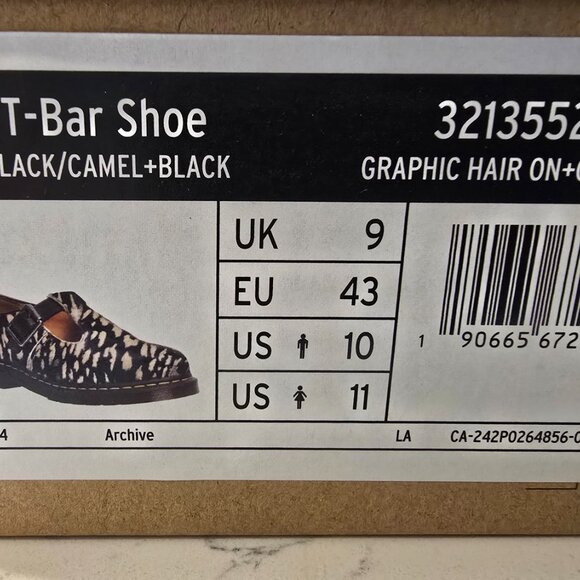 T-Bar Shoe 3213552
LACK/CAMEL+BLACK GRAPHIC HAIR ON+
UK 9
EU 43
US 10
US 11
1 90665 672
4 Archive LA CA-242P0264856-